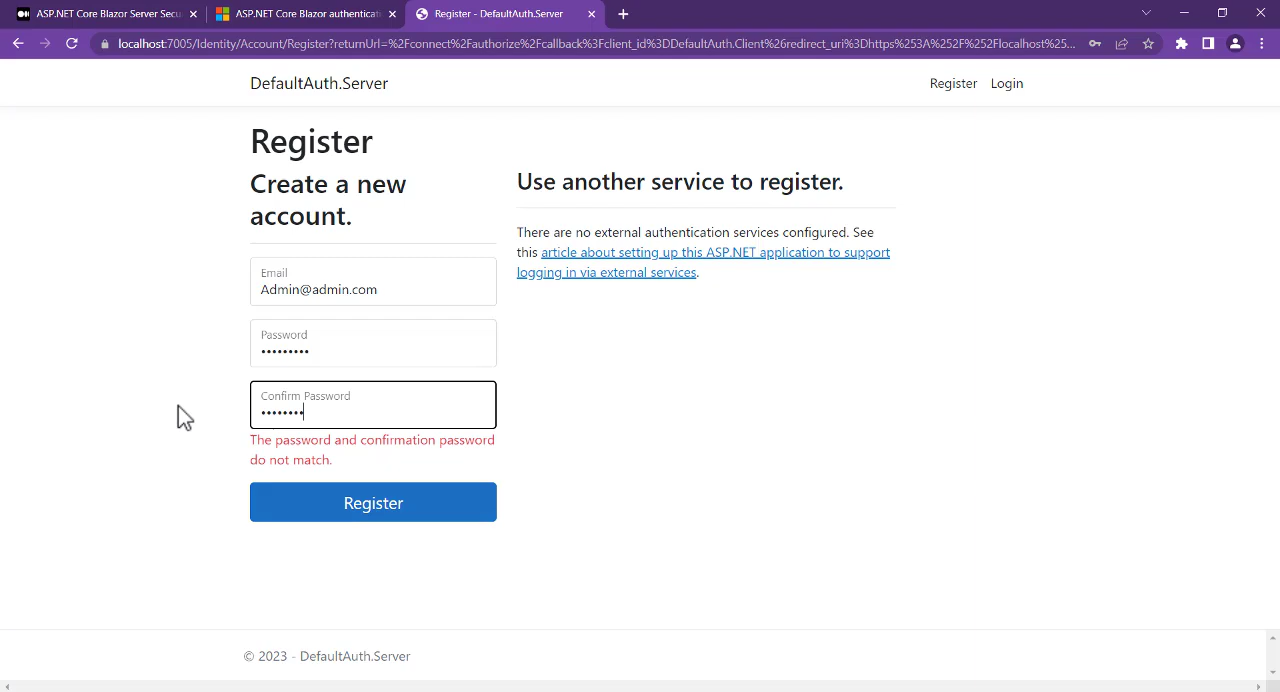 ASP.NET Core Blazor Server Secu
ASP.NET Core Blazor authenticati
Register - DefaultAuth.Server
localhost:7005/Identity/Account/Register?returnUrl=%2Fconnect%2Fauthorize%2Fcallback%3Fclient_id%3DDefaultAuth.Client%26redirect_uri%3Dhttps%253A%252F%252Flocalhost%25...
DefaultAuth.Server
Register Login
Register
Create a new
account.
Email
Admin@admin.com
Password
•••••••••
Confirm Password
••••••••
The password and confirmation password
do not match.
Register
Use another service to register.
There are no external authentication services configured. See
this article about setting up this ASP.NET application to support
logging in via external services.
© 2023 - DefaultAuth.Server